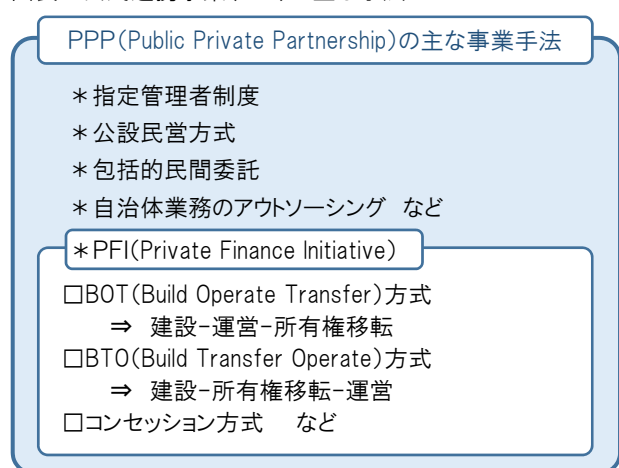 PPP(Public Private Partnership)の主な事業手法
＊指定管理者制度
＊公設民営方式
＊包括的民間委託
＊自治体業務のアウトソーシング など
＊PFI(Private Finance Initiative)
□BOT(Build Operate Transfer)方式
⇒ 建設-運営-所有権移転
□BTO(Build Transfer Operate)方式
⇒ 建設-所有権移転-運営
□コンセッション方式 など